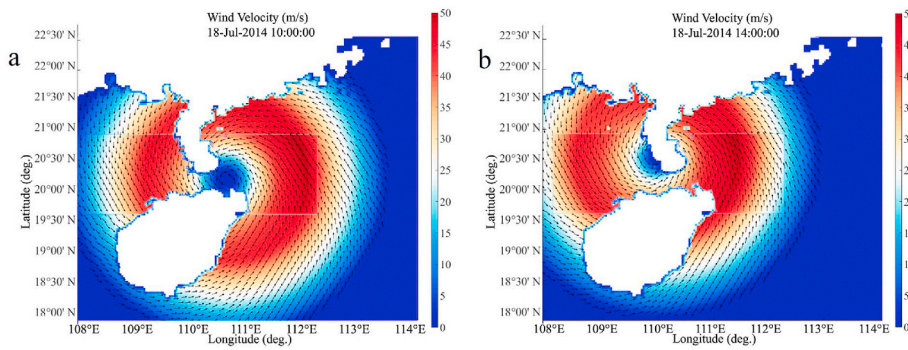 a
Wind Velocity (m/s)
18-Jul-2014 10:00:00
22°30' N
22°00' N
21°30' N
21°00' N
20°30' N
20°00' N
19°30' N
19°00' N
18°30' N
18°00' N
Latitude (deg.)
108°E 109°E 110°E 111°E 112°E 113°E 114°E
Longitude (deg.)
50
45
40
35
30
25
20
15
10
5
0
b
Wind Velocity (m/s)
18-Jul-2014 14:00:00
22°30' N
22°00' N
21°30' N
21°00' N
20°30' N
20°00' N
19°30' N
19°00' N
18°30' N
18°00' N
Latitude (deg.)
108°E 109°E 110°E 111°E 112°E 113°E 114°E
Longitude (deg.)